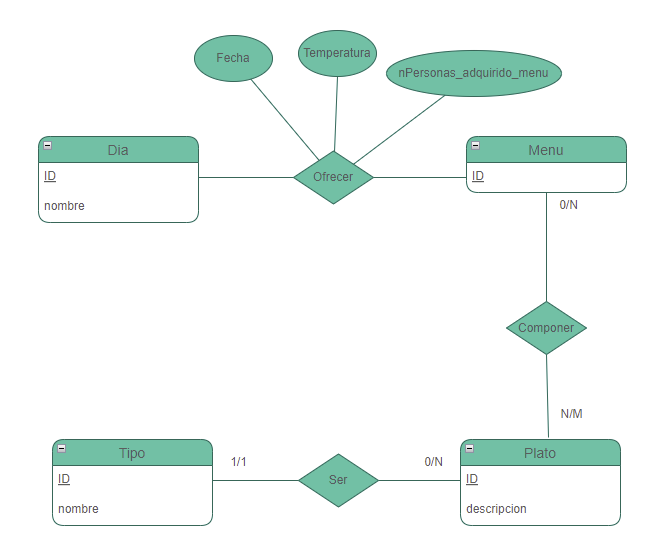 Fecha
Temperatura
nPersonas_adquirido_menu
Dia
ID
nombre
Ofrecer
Menu
ID
0/N
Componer
N/M
Tipo
ID
nombre
1/1
Ser
0/N
Plato
ID
descripcion